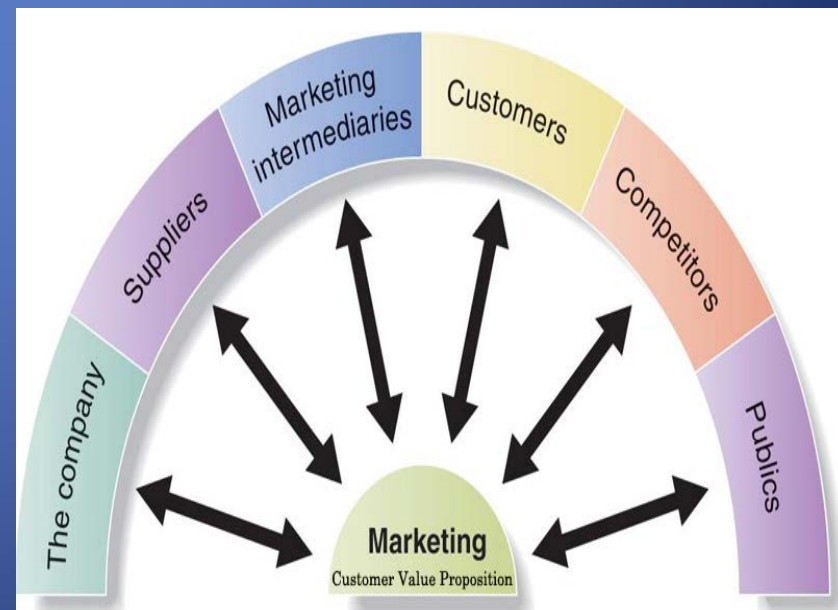 The company
Suppliers
Marketing
intermediaries
Customers
Competitors
Publics
Marketing
Customer Value Proposition